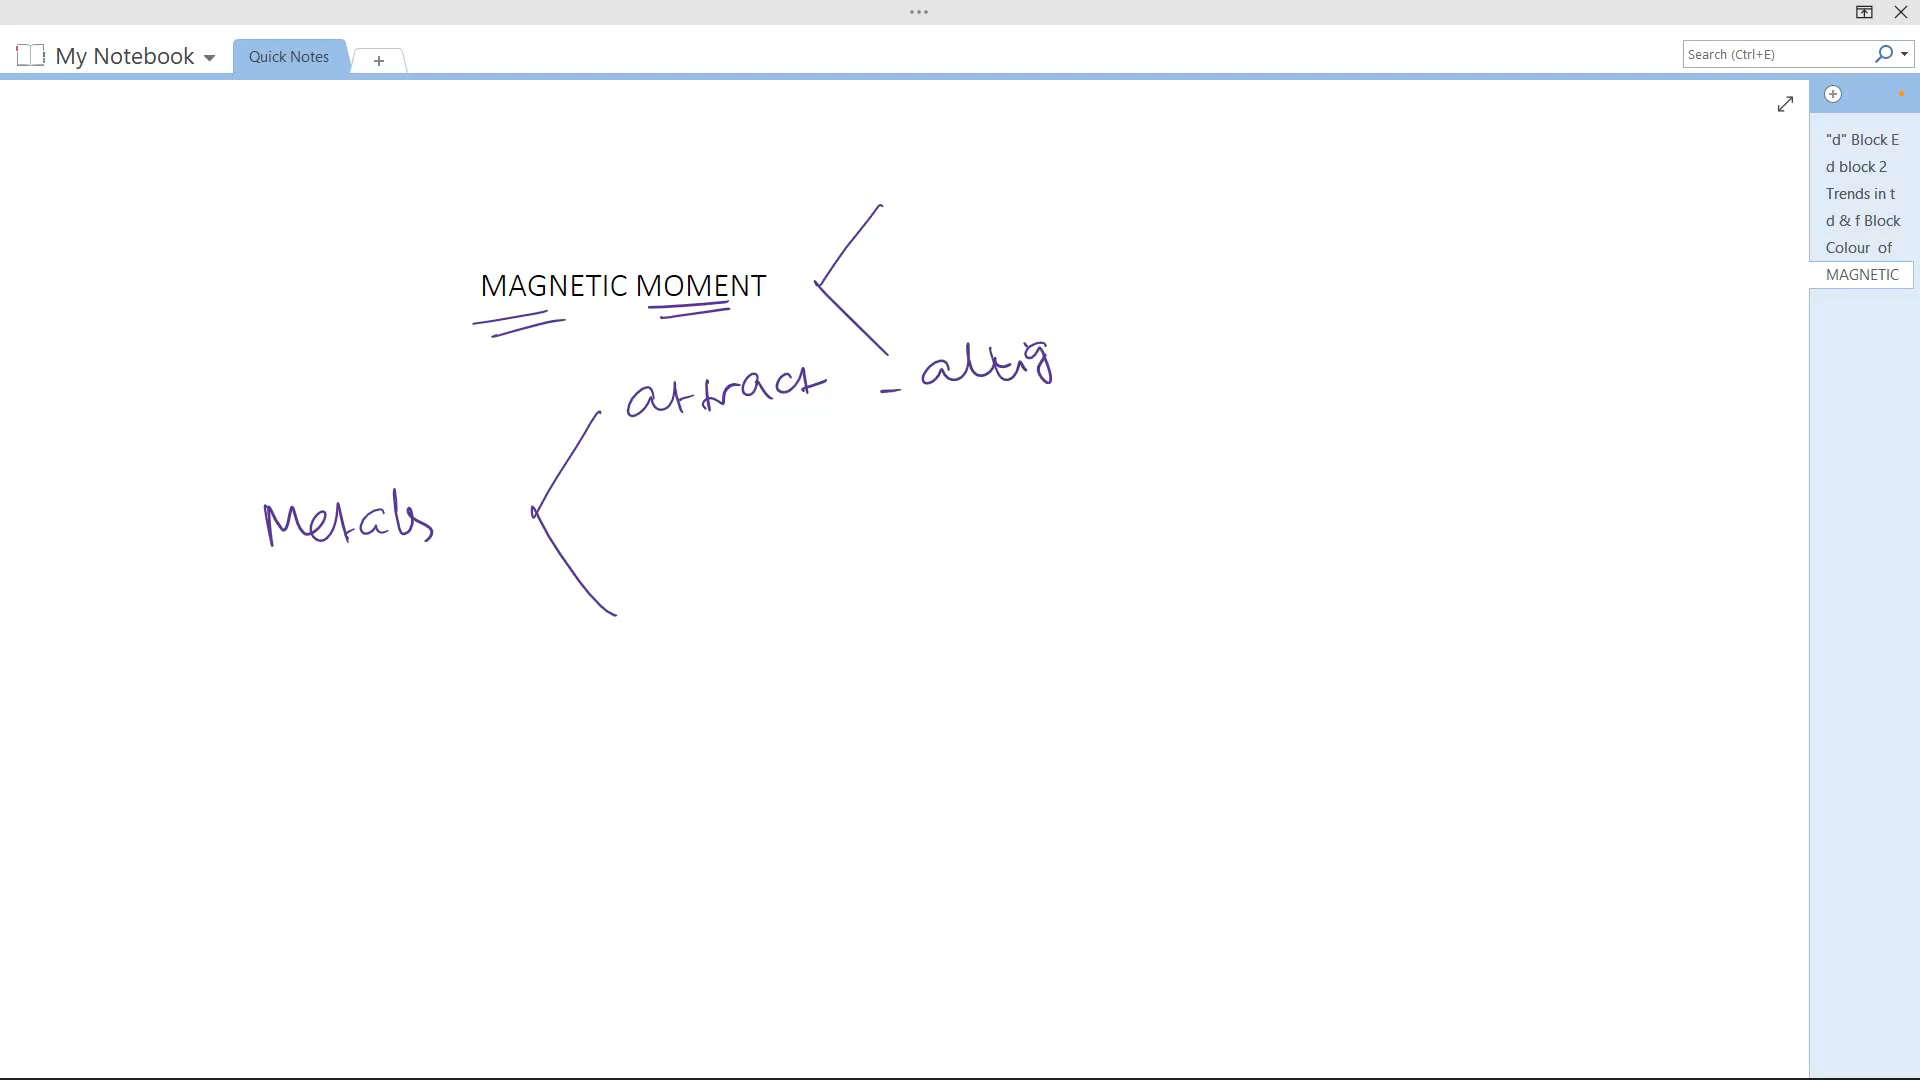 My Notebook
Quick Notes
Search (Ctrl+E)
"d" Block E
d block 2
Trends in t
d & f Block
Colour of
MAGNETIC
MAGNETIC MOMENT
attract -
Metals